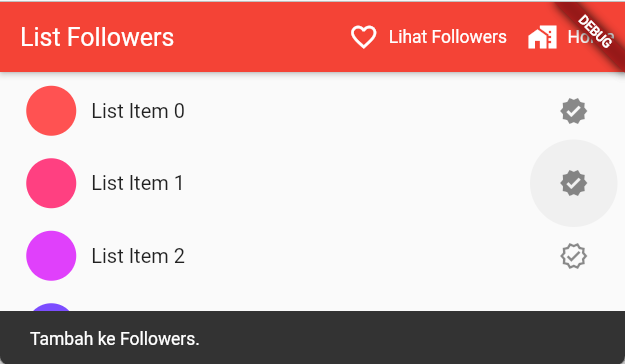 List Followers
Lihat Followers
DEBUG
List Item 0
List Item 1
List Item 2
Tambah ke Followers.